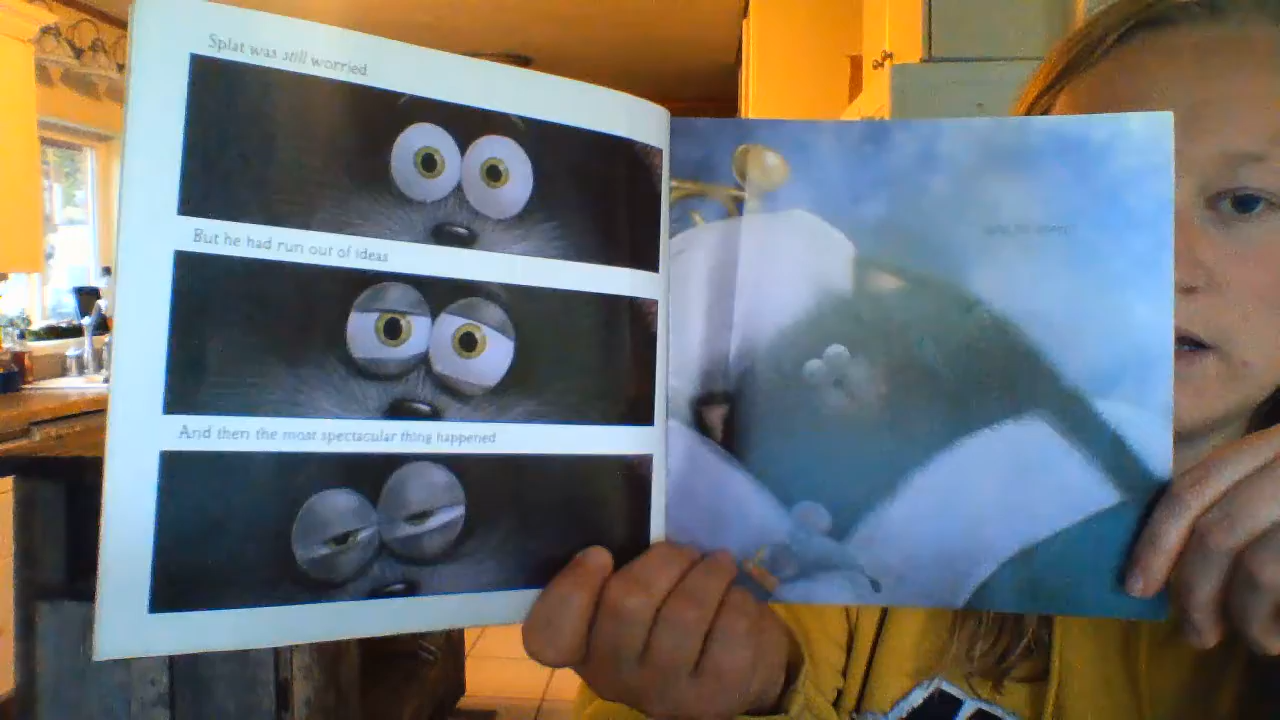 Splat was still worried.
But he had run out of ideas
And then the most spectacular thing happened